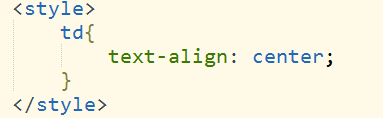 <style>
    td{
        text-align: center;
    }
</style>